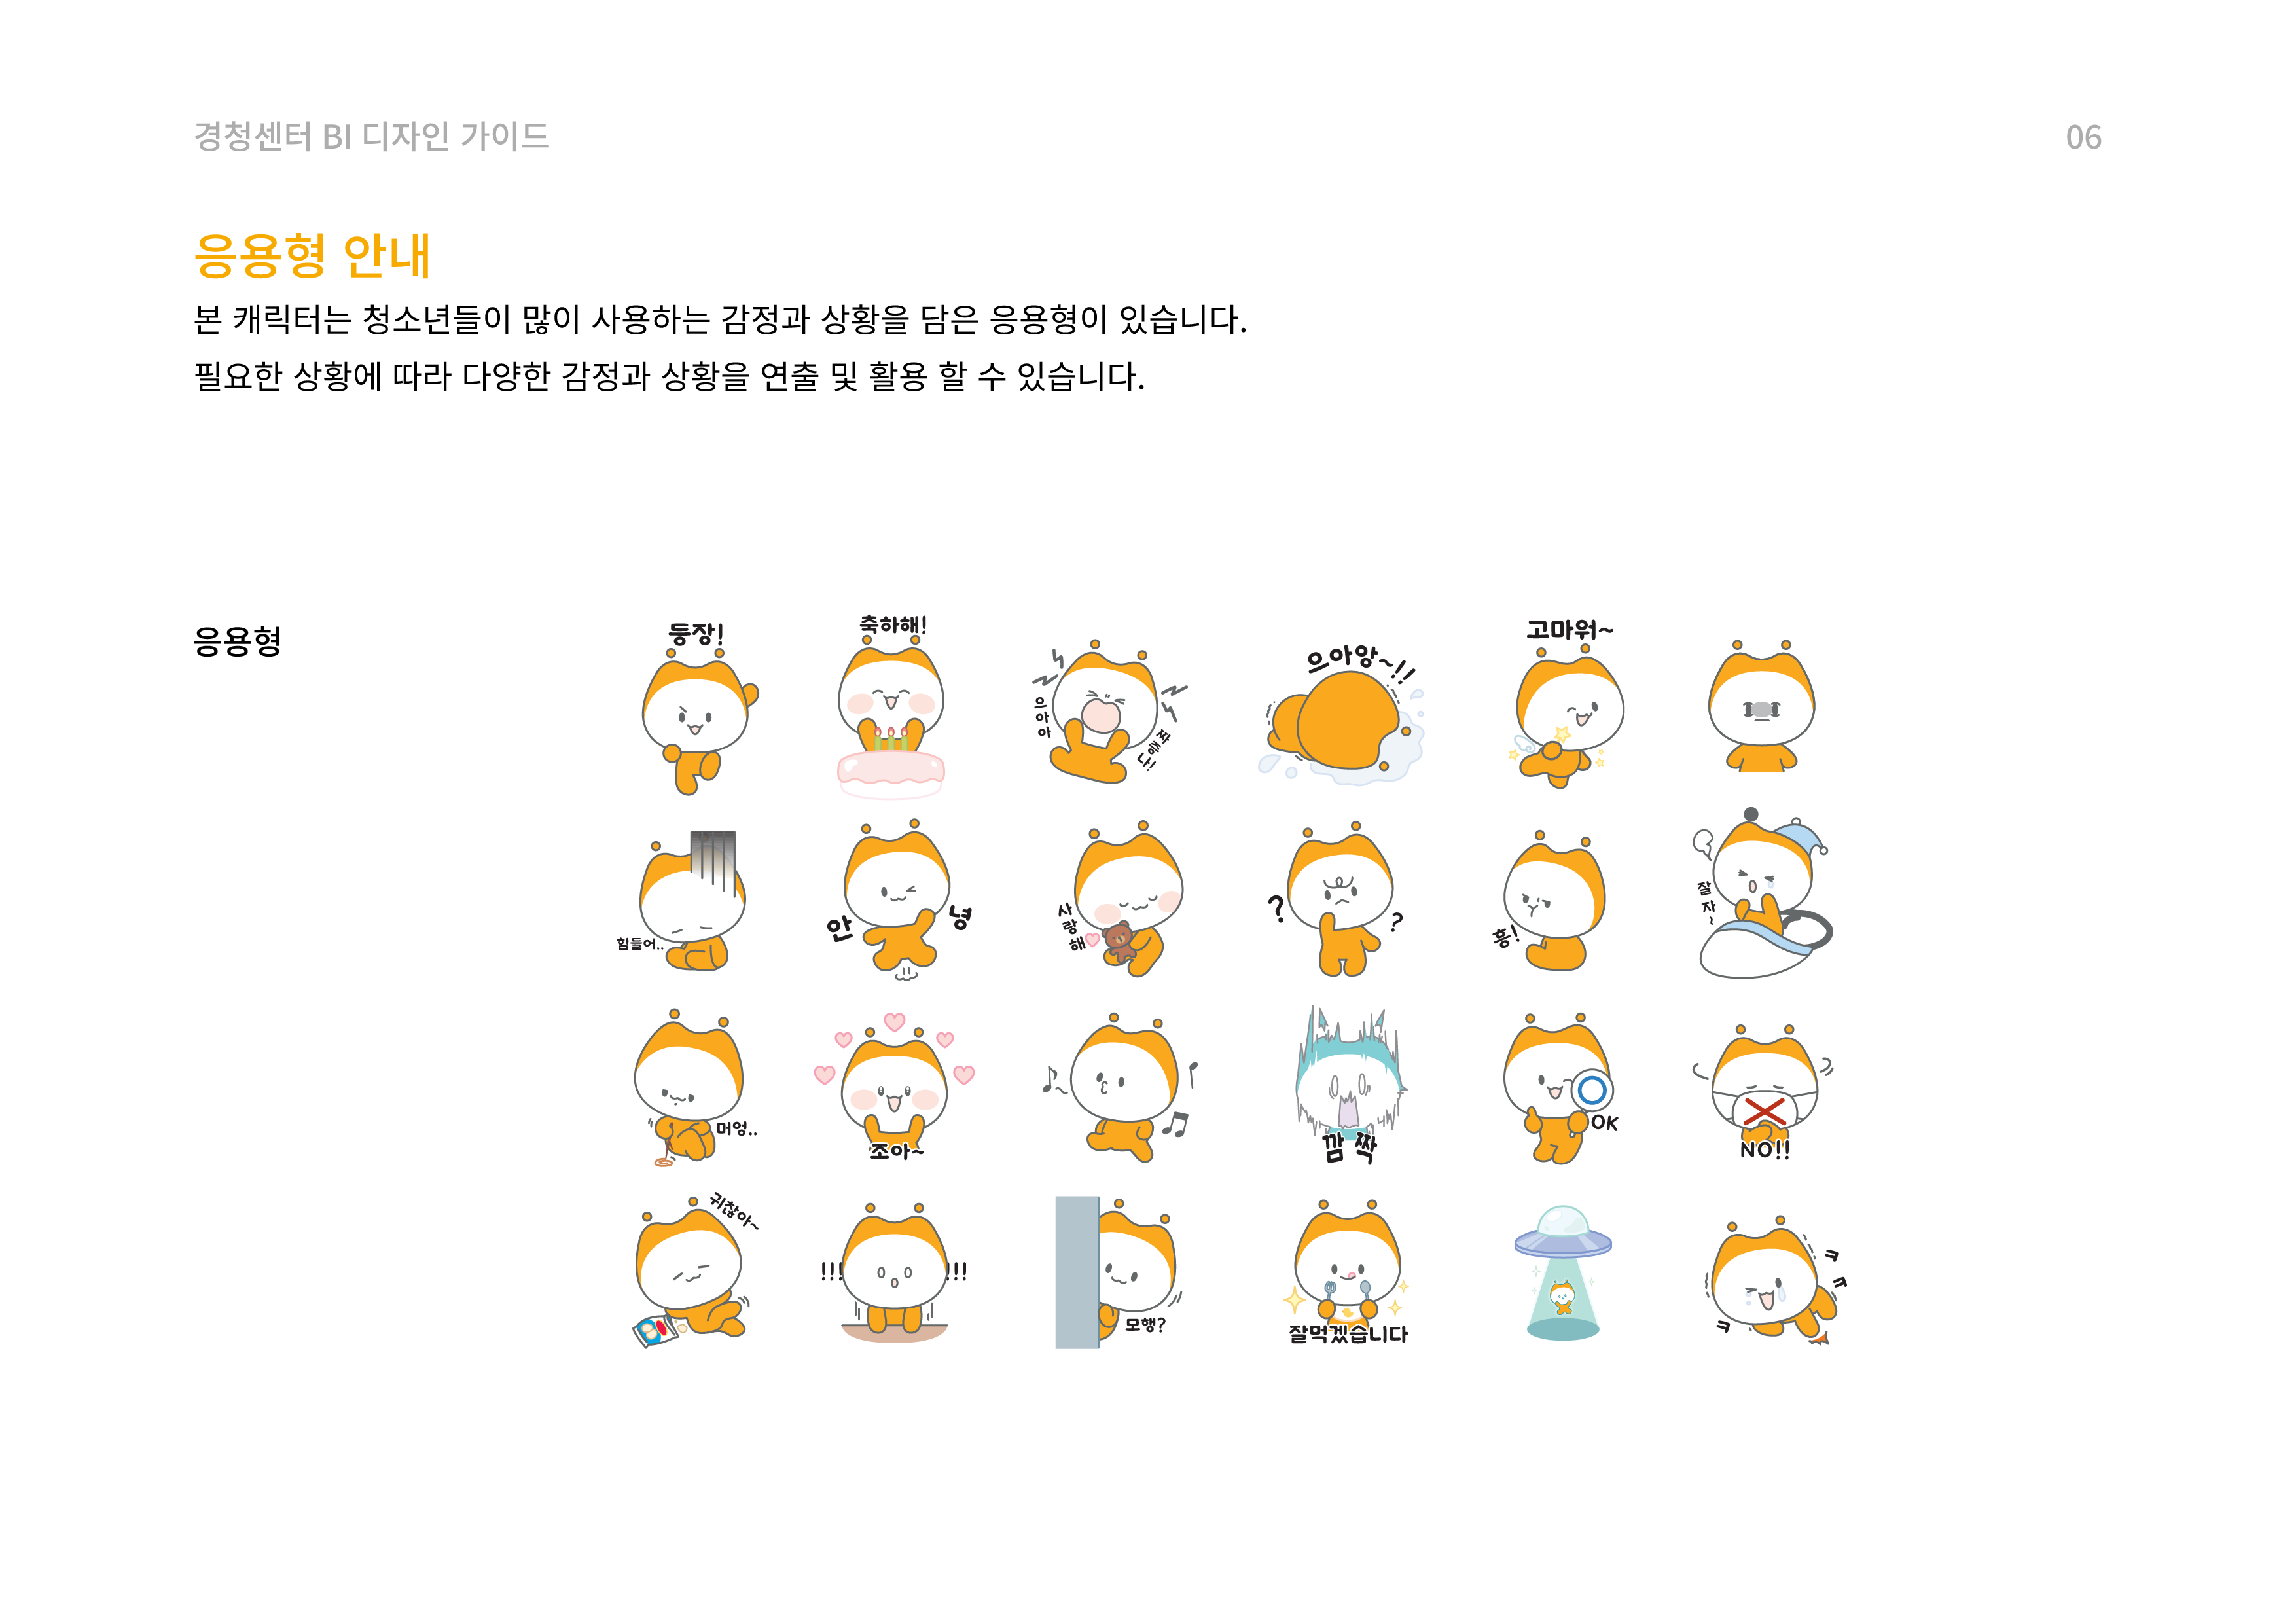 경청센터 BI 디자인 가이드
06
응용형 안내
본 캐릭터는 청소년들이 많이 사용하는 감정과 상황을 담은 응용형이 있습니다.
필요한 상황에 따라 다양한 감정과 상황을 연출 및 활용 할 수 있습니다.
응용형
등장!
축하해!
으아아
짜증나!
으아앙~!!
고마워~
힘들어..
안녕
사랑해
?
?
흥!
잘자~
머엉..
조아~
깜짝
OK
NO!!
귀찮아~
!!!
!!!
모행?
잘먹겠습니다
ㅋ
ㅋ
ㅋ